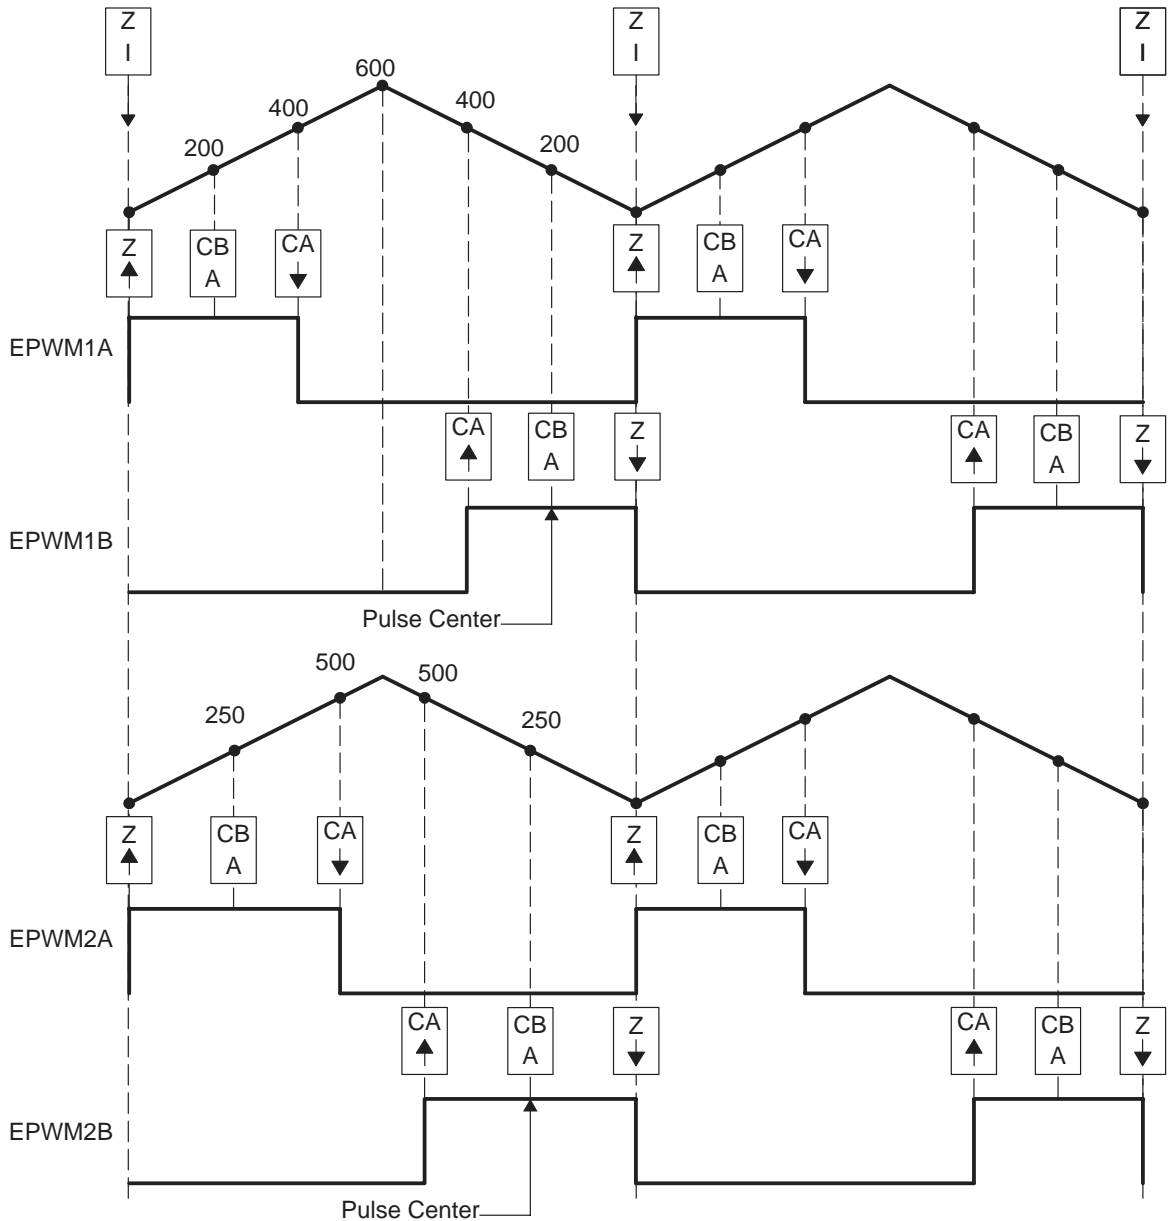 Z Z Z
I I I
600
400 400
200 200
Z CB CA Z CB CA
A A
EPWM1A
CA CB Z CA CB Z
A A
EPWM1B
Pulse Center
500 500
250 250
Z CB CA Z CB CA
A A
EPWM2A
CA CB Z CA CB Z
A A
EPWM2B
Pulse Center